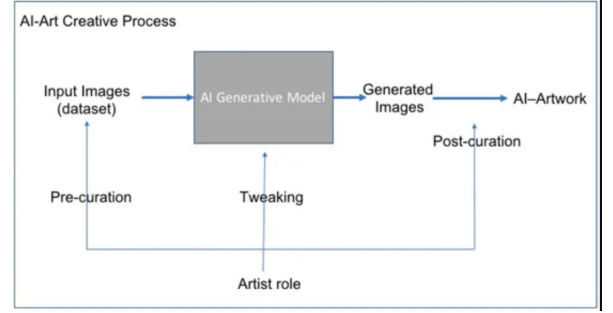 AI-Art Creative Process
Input Images
(dataset)
AI Generative Model
Generated
Images
AI–Artwork
Post-curation
Pre-curation
Tweaking
Artist role